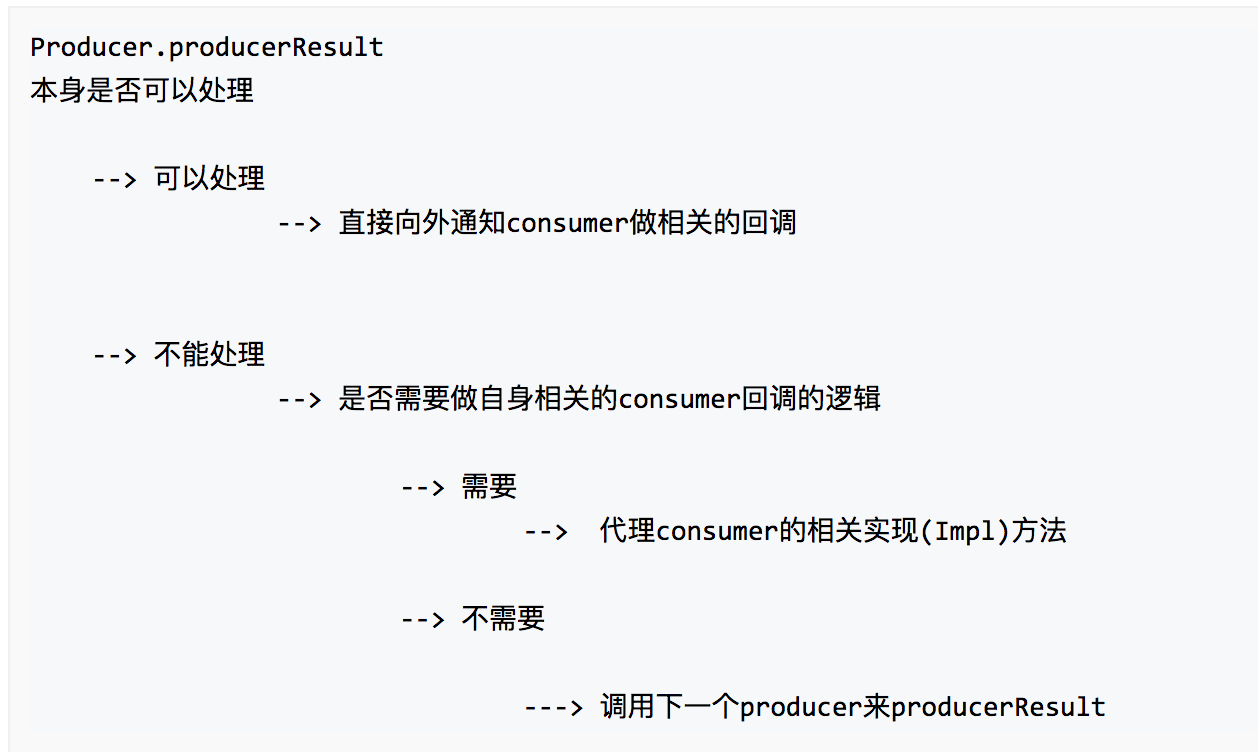 Producer.producerResult
本身是否可以处理
--> 可以处理
--> 直接向外通知consumer做相关的回调
--> 不能处理
--> 是否需要做自身相关的consumer回调的逻辑
--> 需要
--> 代理consumer的相关实现(Impl)方法
--> 不需要
---> 调用下一个producer来producerResult